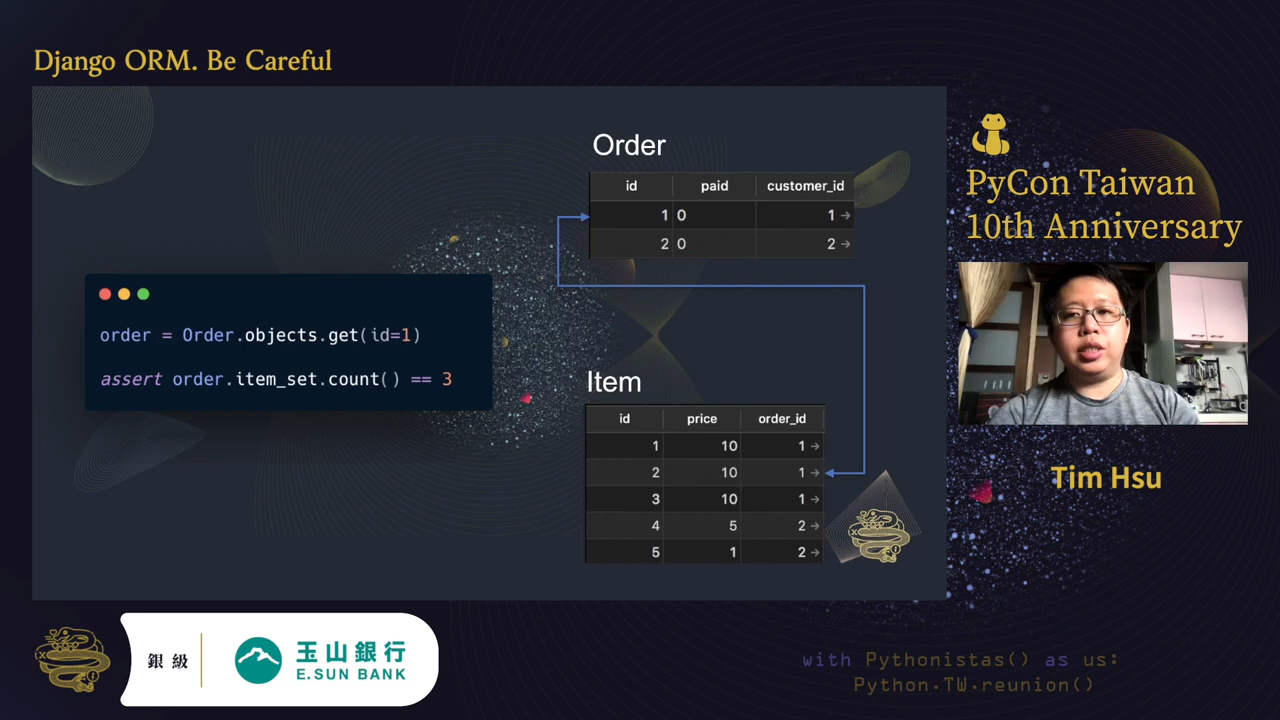 Django ORM. Be Careful
order = Order.objects.get(id=1)
assert order.item_set.count() == 3
Order
id paid customer_id
1 0 1 →
2 0 2 →
Item
id price order_id
1 10 1 →
2 10 1 →
3 10 1 →
4 5 2 →
5 1 2 →
PyCon Taiwan
10th Anniversary
Tim Hsu
銀級
玉山銀行
E.SUN BANK
with Pythonistas() as us:
Python.TW.reunion()